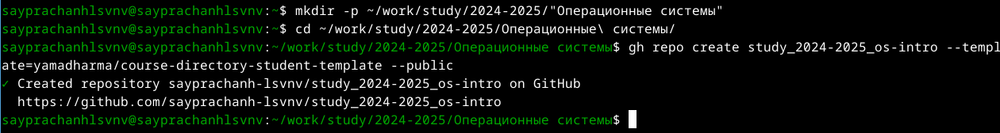 sayprachanhlsvnv@sayprachanhlsvnv:~$ mkdir -p ~/work/study/2024-2025/"Операционные системы"
sayprachanhlsvnv@sayprachanhlsvnv:~$ cd ~/work/study/2024-2025/Операционные\ системы/
sayprachanhlsvnv@sayprachanhlsvnv:~/work/study/2024-2025/Операционные системы$ gh repo create study_2024-2025_os-intro --templ
ate=yamadharma/course-directory-student-template --public
✓ Created repository sayprachanh-lsvnv/study_2024-2025_os-intro on GitHub
https://github.com/sayprachanh-lsvnv/study_2024-2025_os-intro
sayprachanhlsvnv@sayprachanhlsvnv:~/work/study/2024-2025/Операционные системы$